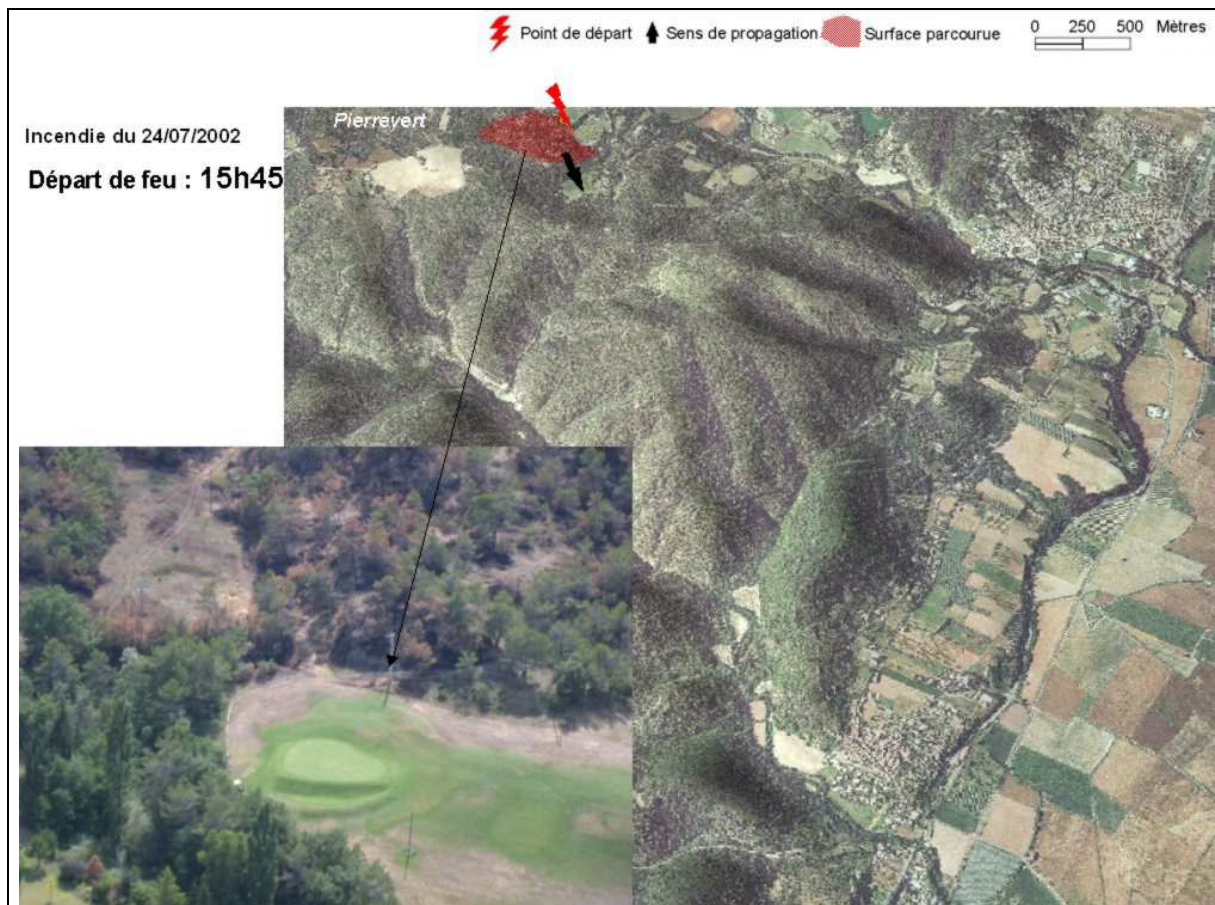 Point de départ Sens de propagation Surface parcourue 0 250 500 Mètres
Pierrevert
Incendie du 24/07/2002
Départ de feu : 15h45